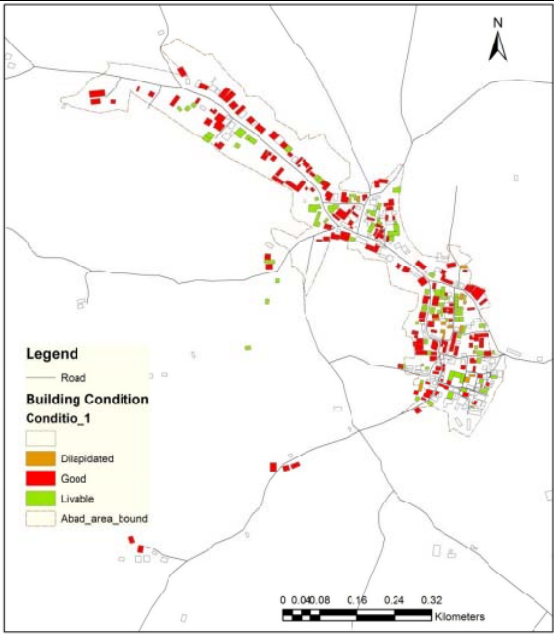 N
Legend
Road
Building Condition
Conditio_1
Dilapidated
Good
Livable
Abad_area_bound
0 0.040.08 0.16 0.24 0.32
Kilometers